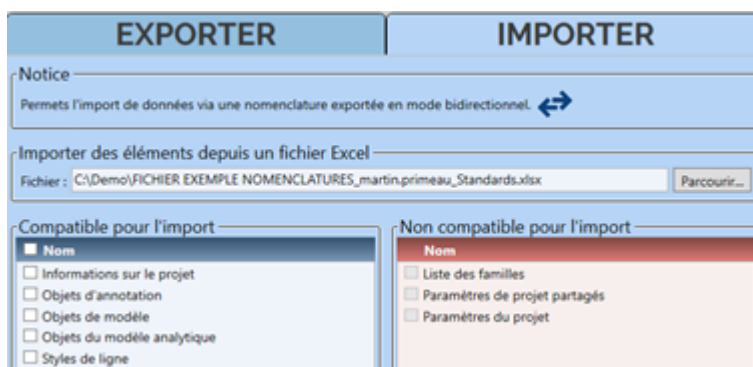 EXPORTER
IMPORTER
Notice
Permets l'import de données via une nomenclature exportée en mode bidirectionnel.
Importer des éléments depuis un fichier Excel
Fichier : C:\Demo\FICHIER EXEMPLE NOMENCLATURES_martin.primeau_Standards.xlsx Parcourir...
Compatible pour l'import
Nom
Informations sur le projet
Objets d'annotation
Objets de modèle
Objets du modèle analytique
Styles de ligne
Non compatible pour l'import
Nom
Liste des familles
Paramètres de projet partagés
Paramètres du projet